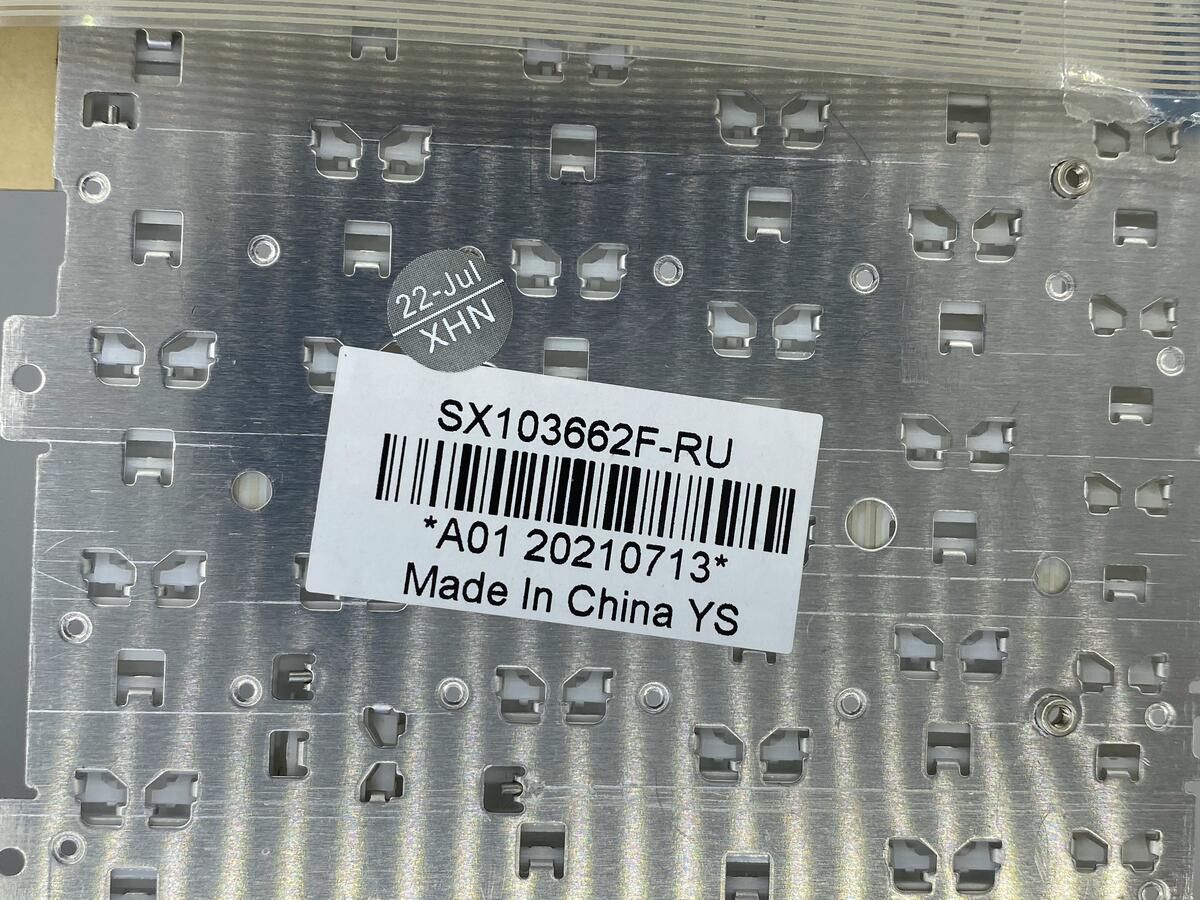 22-Jul
XHN
SX103662F-RU
*A01 20210713*
Made In China YS